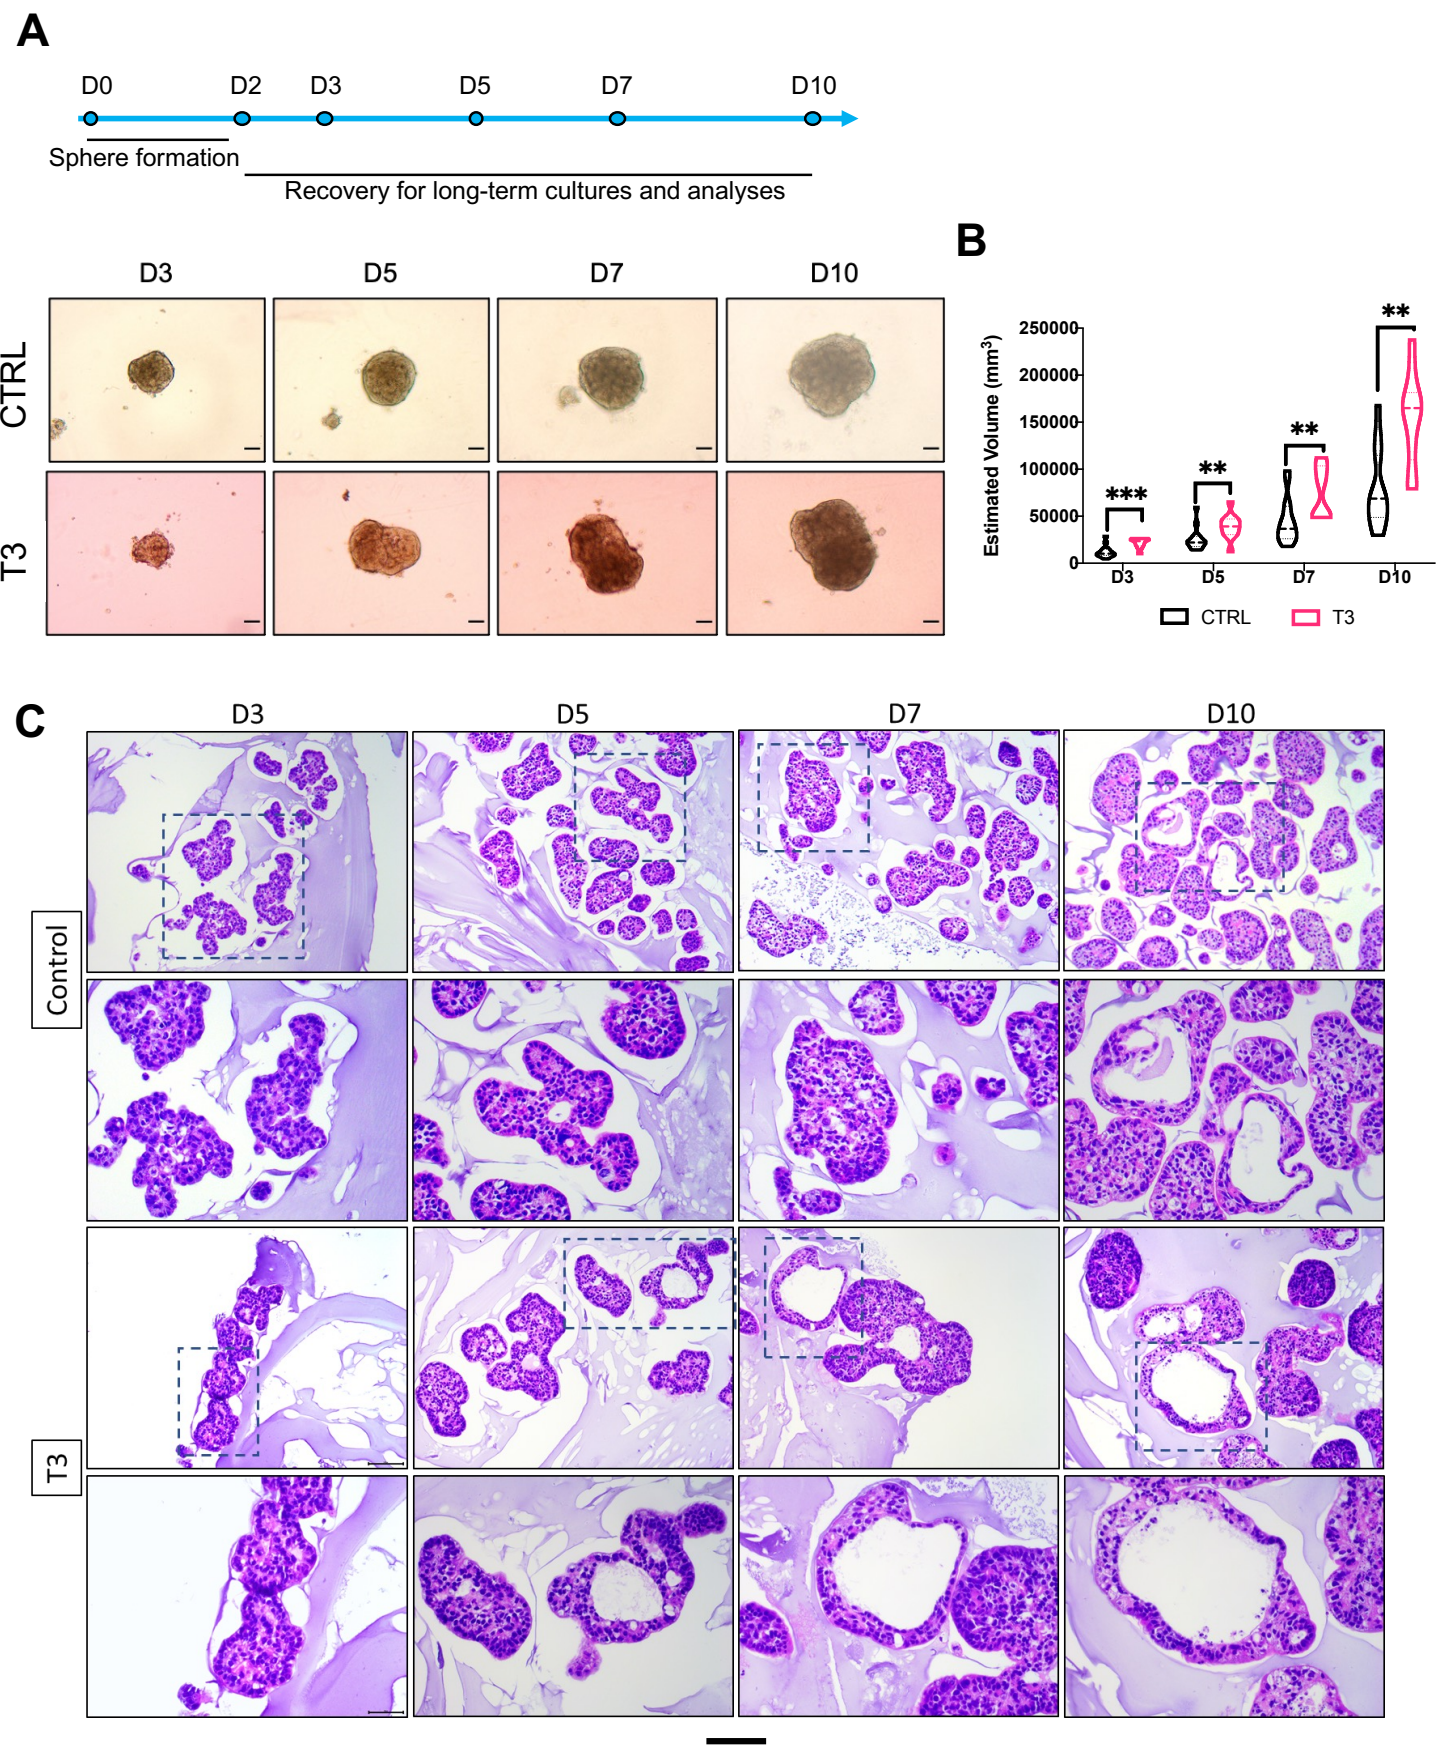 A
D0 D2 D3 D5 D7 D10
Sphere formation
Recovery for long-term cultures and analyses
D3 D5 D7 D10
CTRL
T3
B
Estimated Volume (mm3)
250000
200000
150000
100000
50000
0
*** ** ** **
D3 D5 D7 D10
CTRL T3
C
D3 D5 D7 D10
Control
T3